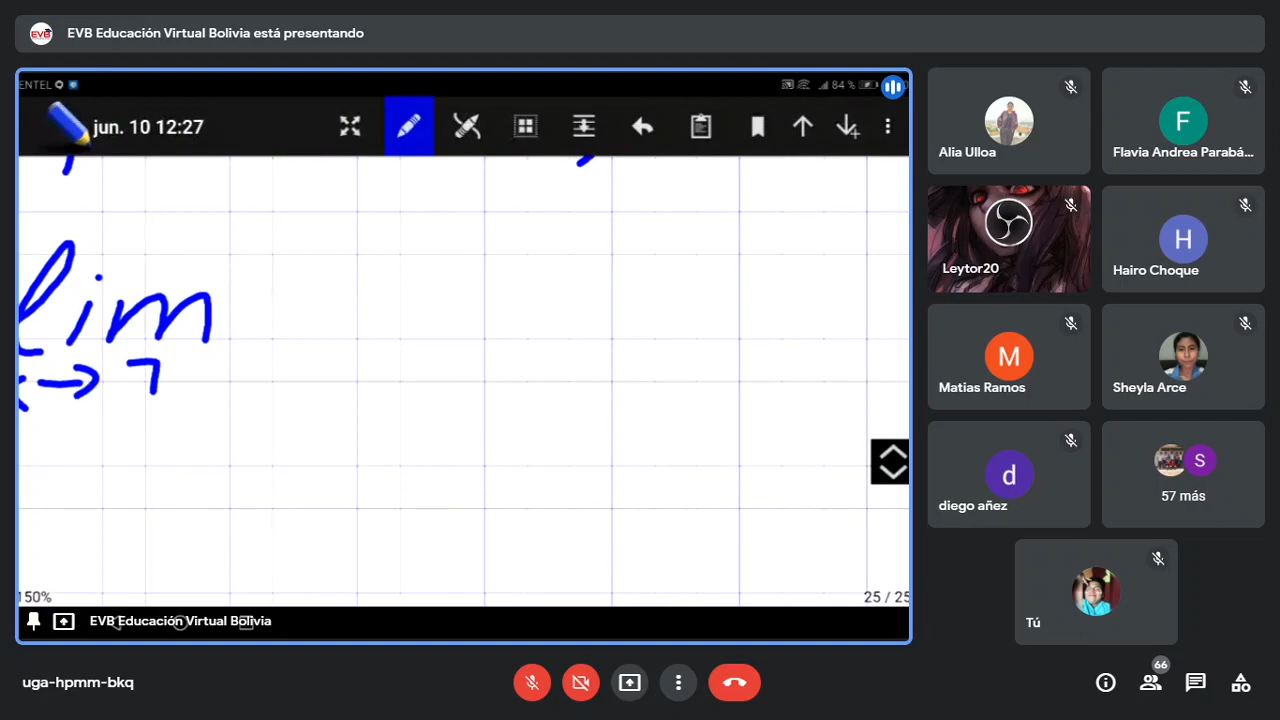 EVB Educación Virtual Bolivia está presentando
ENTEL
84 %
jun. 10 12:27
lim
x → 7
150%
25 / 25
EVB Educación Virtual Bolivia
Alia Ulloa
F
Flavia Andrea Parabá...
Leytor20
H
Hairo Choque
M
Matias Ramos
Sheyla Arce
d
diego añez
S
57 más
Tú
uga-hpmm-bkq
66